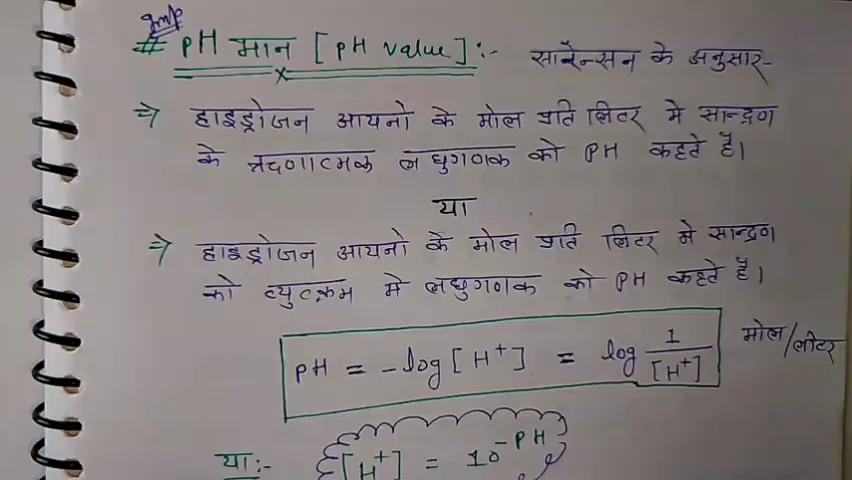 Imp
# PH मान [PH value] :- सारेन्सन के अनुसार-
⇒ हाइड्रोजन आयनो के मोल प्रति लिटर मे सान्द्रण
के ऋदणात्मक लघुगणक को PH कहते है।
या
⇒ हाइड्रोजन आयनो के मोल प्रति लिटर मे सान्द्रण
को व्युत्क्रम मे लघुगणक को PH कहते है।
PH = -log [H⁺] = log 1/[H⁺] मोल/लीटर
या:- [H⁺] = 10^-PH